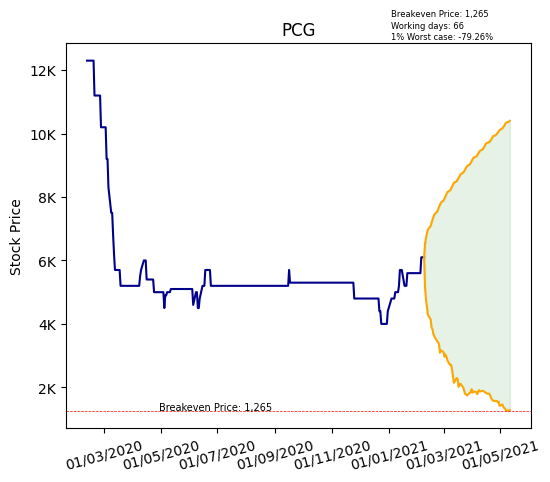 Breakeven Price: 1,265
Working days: 66
1% Worst case: -79.26%
PCG
Stock Price
12K
10K
8K
6K
4K
2K
Breakeven Price: 1,265
01/03/2020
01/05/2020
01/07/2020
01/09/2020
01/11/2020
01/01/2021
01/03/2021
01/05/2021